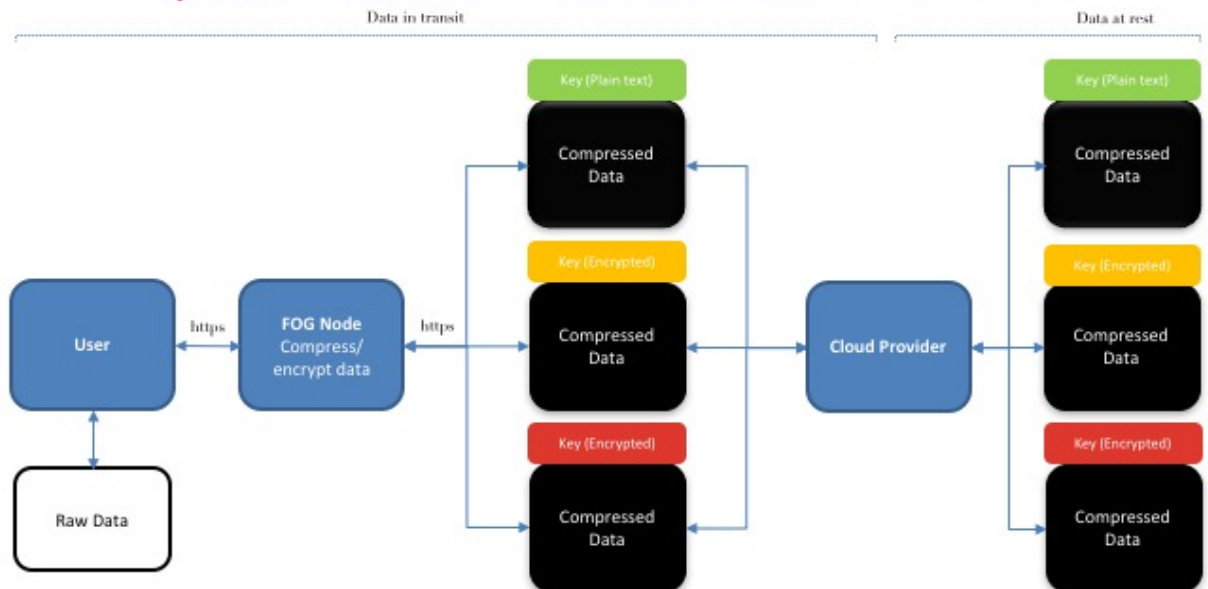 Data in transit
Data at rest
Key (Plain text)
Compressed
Data
Key (Plain text)
Compressed
Data
Key (Encrypted)
Compressed
Data
Key (Encrypted)
Compressed
Data
User
https
FOG Node
Compress/
encrypt data
https
Cloud Provider
Key (Encrypted)
Compressed
Data
Key (Encrypted)
Compressed
Data
Raw Data